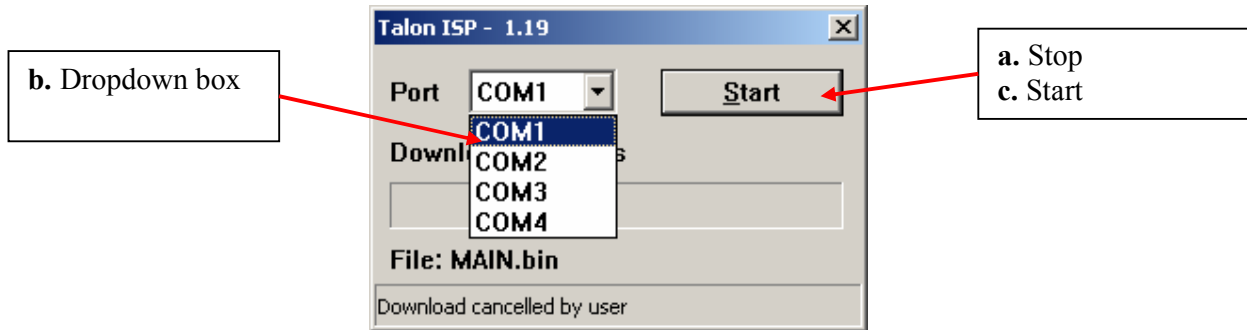 Talon ISP - 1.19
b. Dropdown box
a. Stop
c. Start
Port COM1 Start
COM1
Downl s
COM2
COM3
COM4
File: MAIN.bin
Download cancelled by user